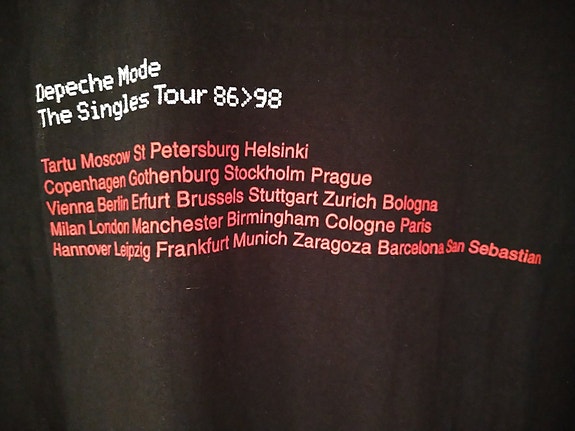 Depeche Mode
The Singles Tour 86>98
Tartu Moscow St Petersburg Helsinki
Copenhagen Gothenburg Stockholm Prague
Vienna Berlin Erfurt Brussels Stuttgart Zurich Bologna
Milan London Manchester Birmingham Cologne Paris
Hannover Leipzig Frankfurt Munich Zaragoza Barcelona San Sebastian